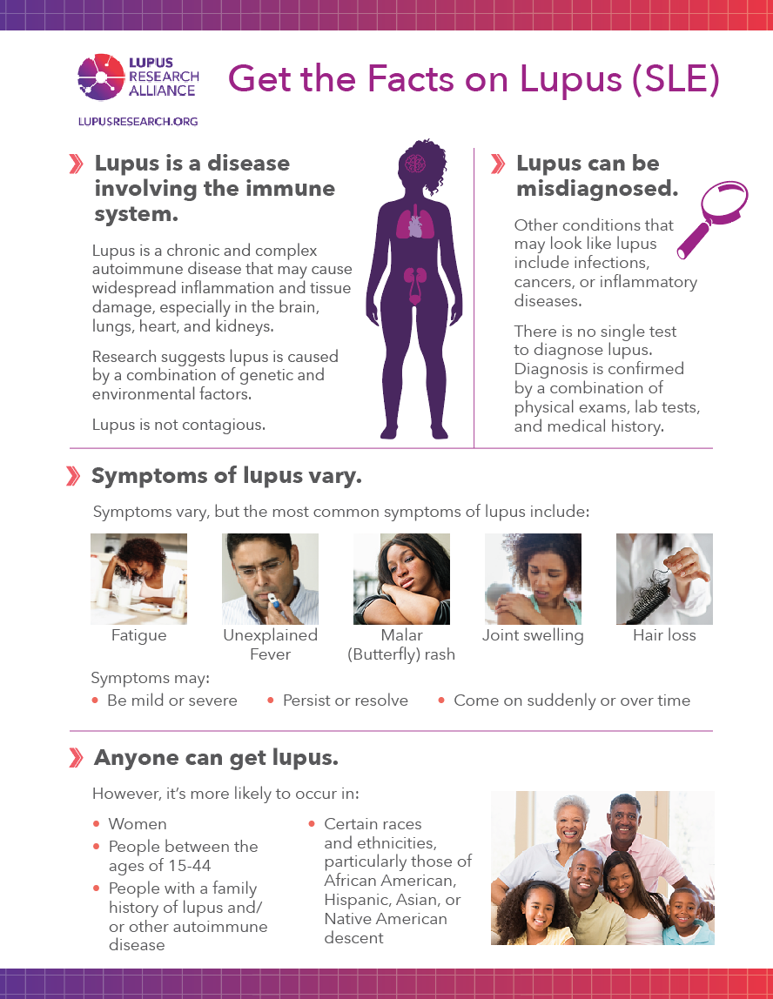 LUPUS
RESEARCH
ALLIANCE
LUPUSRESEARCH.ORG
Get the Facts on Lupus (SLE)
Lupus is a disease
involving the immune
system.
Lupus is a chronic and complex
autoimmune disease that may cause
widespread inflammation and tissue
damage, especially in the brain,
lungs, heart, and kidneys.
Research suggests lupus is caused
by a combination of genetic and
environmental factors.
Lupus is not contagious.
Lupus can be
misdiagnosed.
Other conditions that
may look like lupus
include infections,
cancers, or inflammatory
diseases.
There is no single test
to diagnose lupus.
Diagnosis is confirmed
by a combination of
physical exams, lab tests,
and medical history.
Symptoms of lupus vary.
Symptoms vary, but the most common symptoms of lupus include:
Fatigue
Unexplained
Fever
Malar
(Butterfly) rash
Joint swelling
Hair loss
Symptoms may:
• Be mild or severe
• Persist or resolve
• Come on suddenly or over time
Anyone can get lupus.
However, it’s more likely to occur in:
• Women
• People between the
ages of 15-44
• People with a family
history of lupus and/
or other autoimmune
disease
• Certain races
and ethnicities,
particularly those of
African American,
Hispanic, Asian, or
Native American
descent